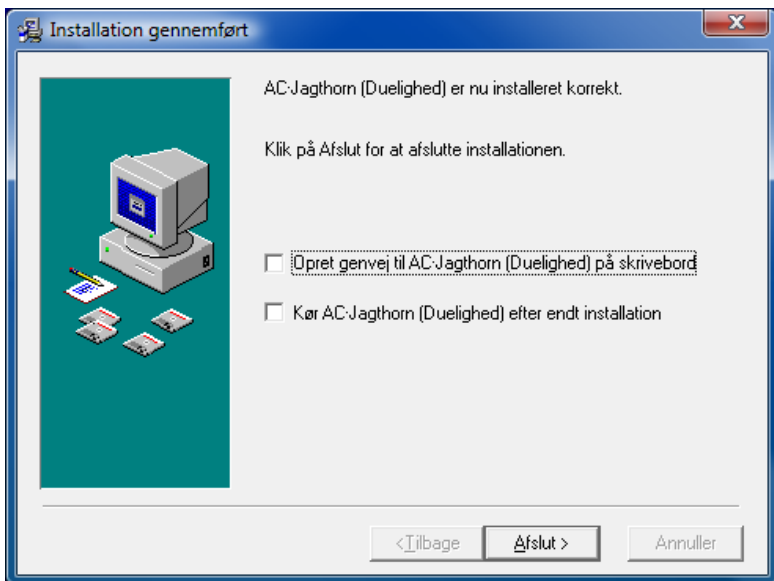 Installation gennemført
AC-Jagthorn (Duelighed) er nu installeret korrekt.
Klik på Afslut for at afslutte installationen.
Opret genvej til AC-Jagthorn (Duelighed) på skrivebord
Kør AC-Jagthorn (Duelighed) efter endt installation
<Tilbage
Afslut >
Annuller